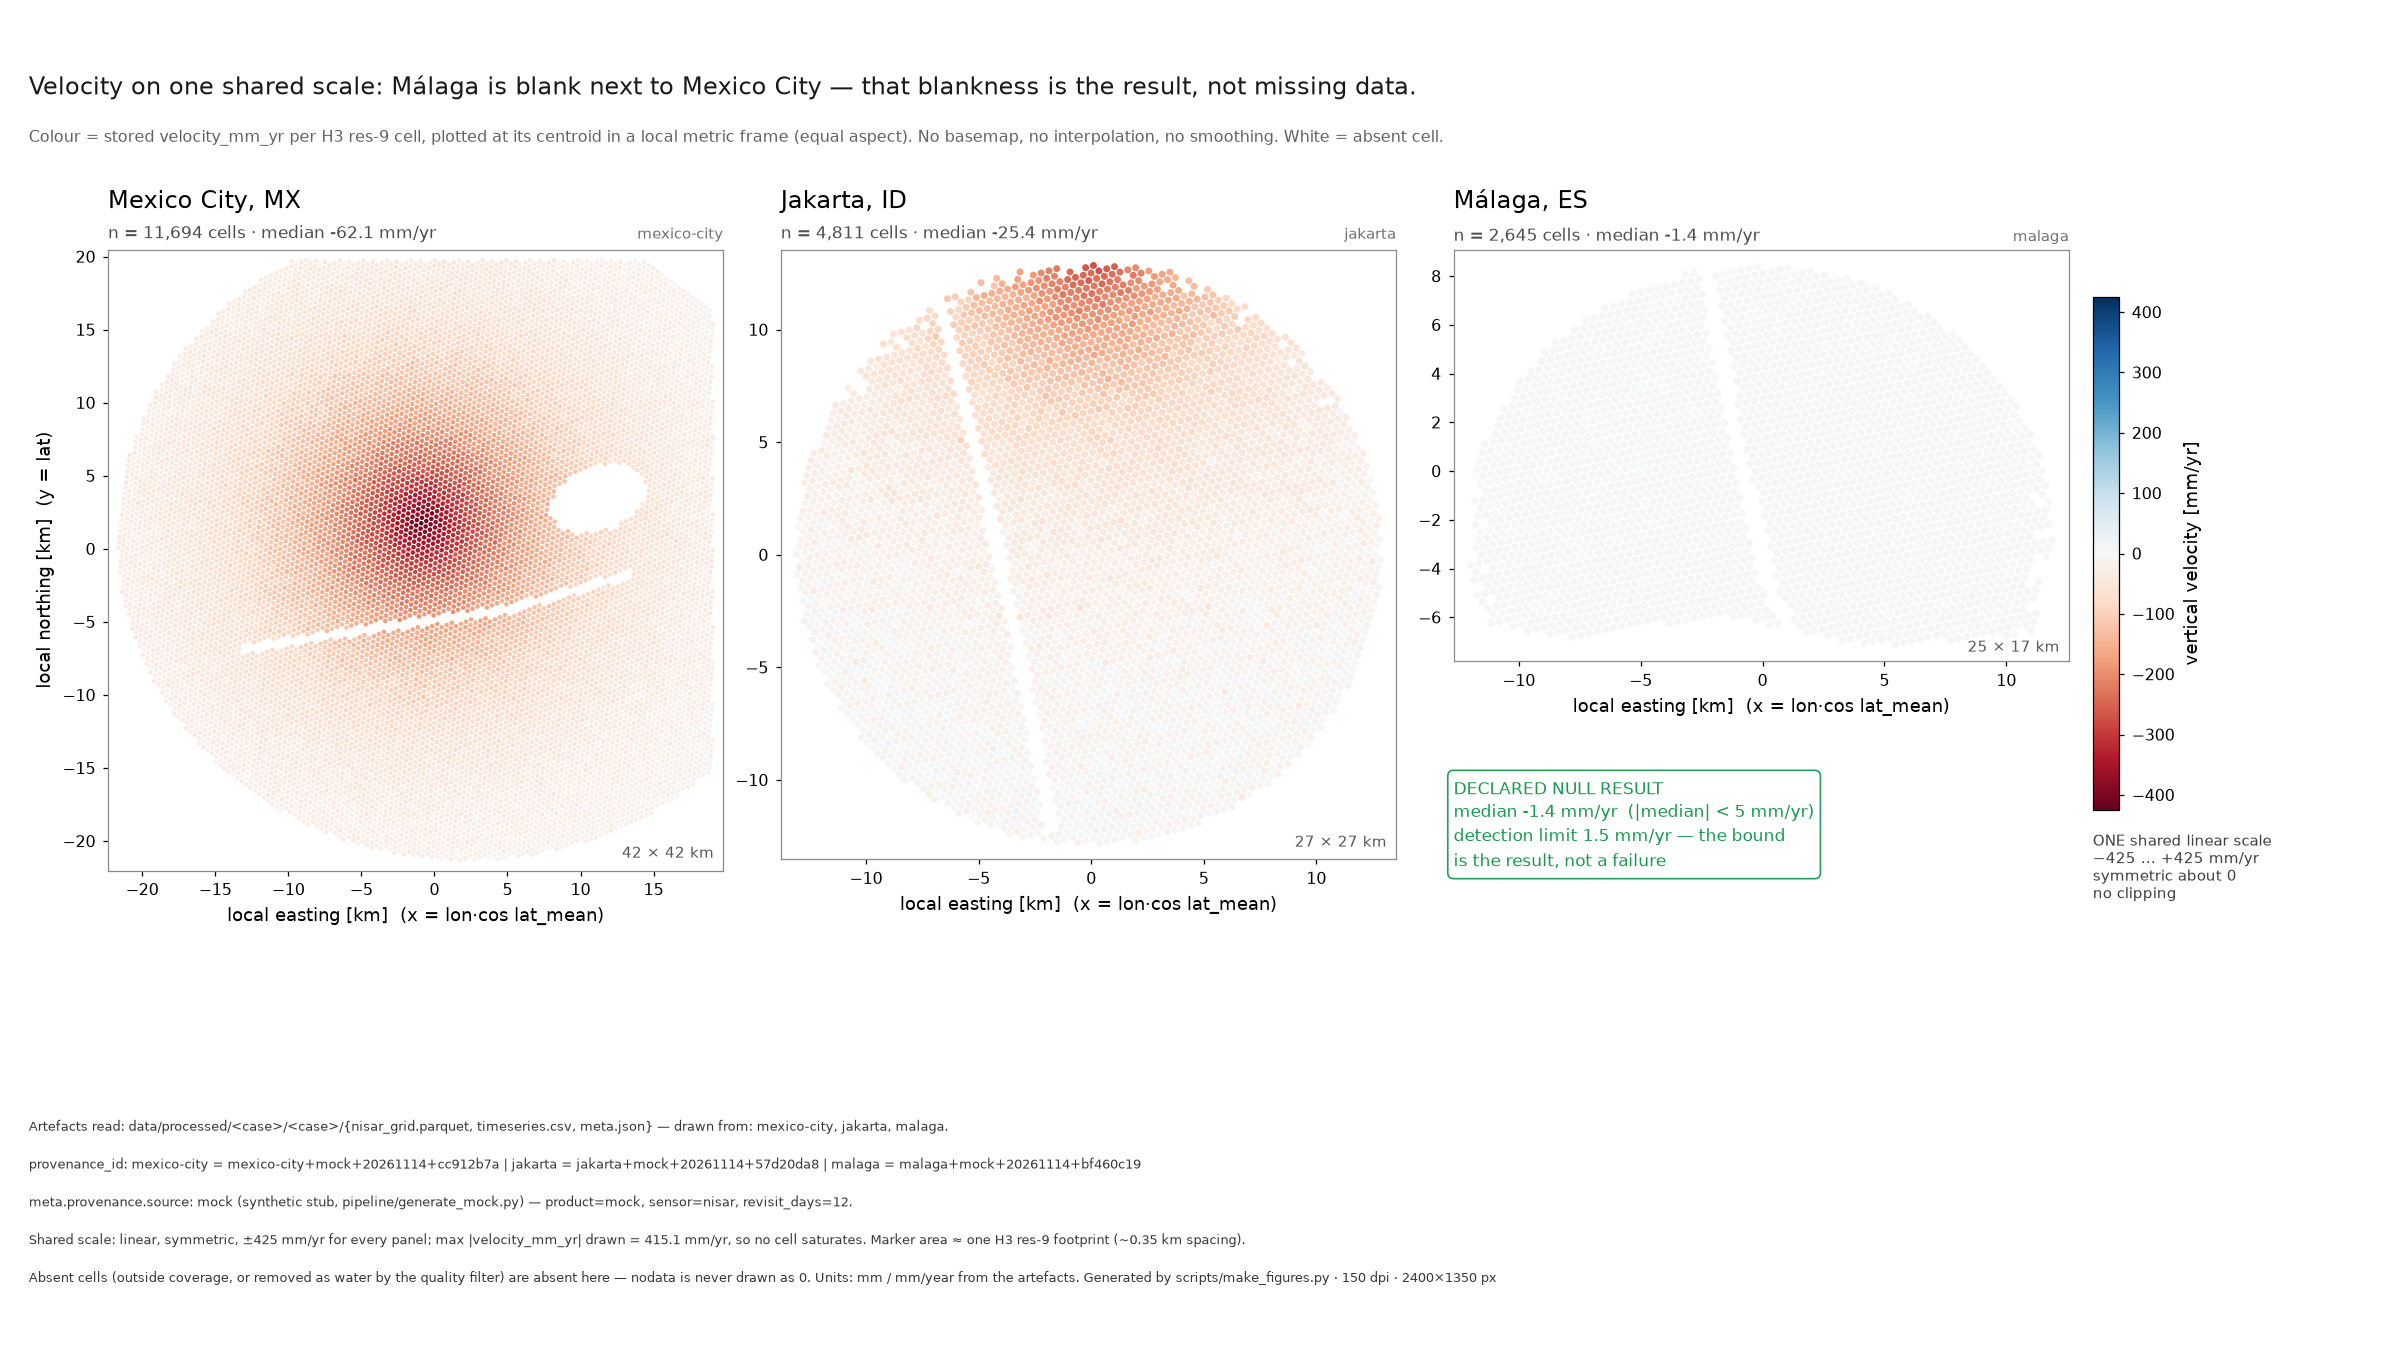 Velocity on one shared scale: Málaga is blank next to Mexico City — that blankness is the result, not missing data.
Colour = stored velocity_mm_yr per H3 res-9 cell, plotted at its centroid in a local metric frame (equal aspect). No basemap, no interpolation, no smoothing. White = absent cell.
Mexico City, MX
n = 11,694 cells · median -62.1 mm/yr
mexico-city
20
15
10
5
0
−5
−10
−15
−20
local northing [km]  (y = lat)
42 × 42 km
−20
−15
−10
−5
0
5
10
15
local easting [km]  (x = lon·cos lat_mean)
Jakarta, ID
n = 4,811 cells · median -25.4 mm/yr
jakarta
10
5
0
−5
−10
27 × 27 km
−10
−5
0
5
10
local easting [km]  (x = lon·cos lat_mean)
Málaga, ES
n = 2,645 cells · median -1.4 mm/yr
malaga
8
6
4
2
0
−2
−4
−6
25 × 17 km
−10
−5
0
5
10
local easting [km]  (x = lon·cos lat_mean)
DECLARED NULL RESULT
median -1.4 mm/yr  (|median| < 5 mm/yr)
detection limit 1.5 mm/yr — the bound
is the result, not a failure
400
300
200
100
0
−100
−200
−300
−400
vertical velocity [mm/yr]
ONE shared linear scale
−425 … +425 mm/yr
symmetric about 0
no clipping
Artefacts read: data/processed/<case>/<case>/{nisar_grid.parquet, timeseries.csv, meta.json} — drawn from: mexico-city, jakarta, malaga.
provenance_id: mexico-city = mexico-city+mock+20261114+cc912b7a | jakarta = jakarta+mock+20261114+57d20da8 | malaga = malaga+mock+20261114+bf460c19
meta.provenance.source: mock (synthetic stub, pipeline/generate_mock.py) — product=mock, sensor=nisar, revisit_days=12.
Shared scale: linear, symmetric, ±425 mm/yr for every panel; max |velocity_mm_yr| drawn = 415.1 mm/yr, so no cell saturates. Marker area ≈ one H3 res-9 footprint (~0.35 km spacing).
Absent cells (outside coverage, or removed as water by the quality filter) are absent here — nodata is never drawn as 0. Units: mm / mm/year from the artefacts. Generated by scripts/make_figures.py · 150 dpi · 2400×1350 px